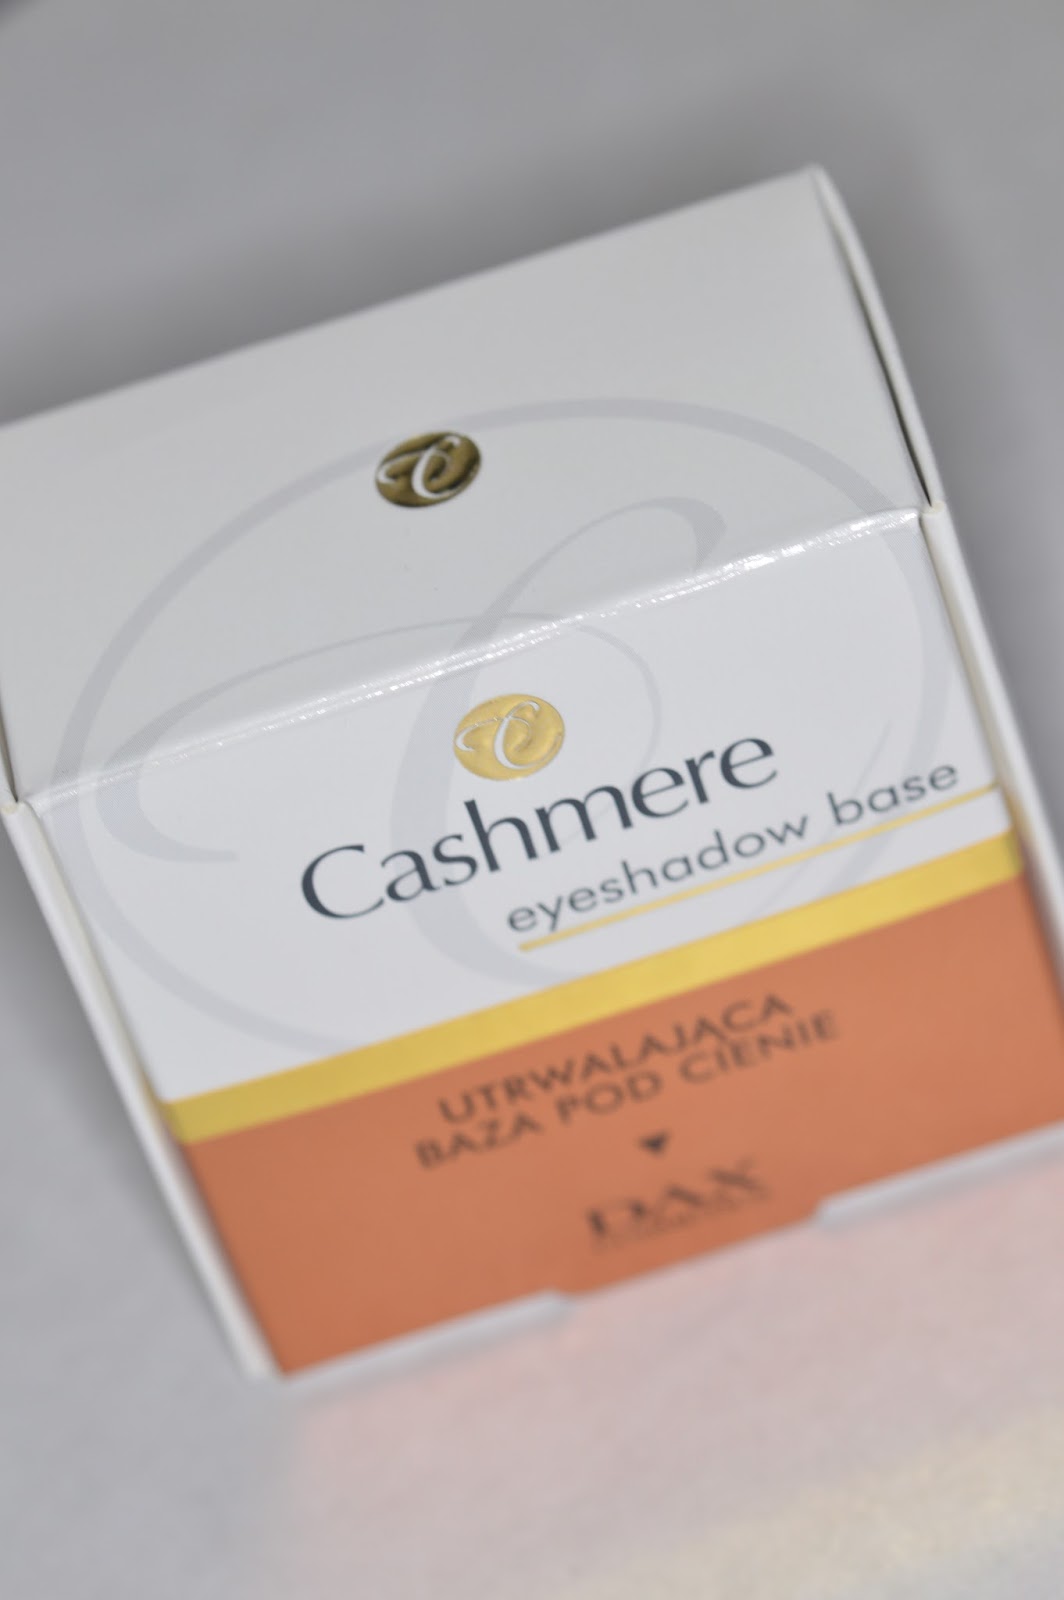 Cashmere
eyeshadow base
UTRWALAJĄCA
BAZA POD CIENIE
DAX